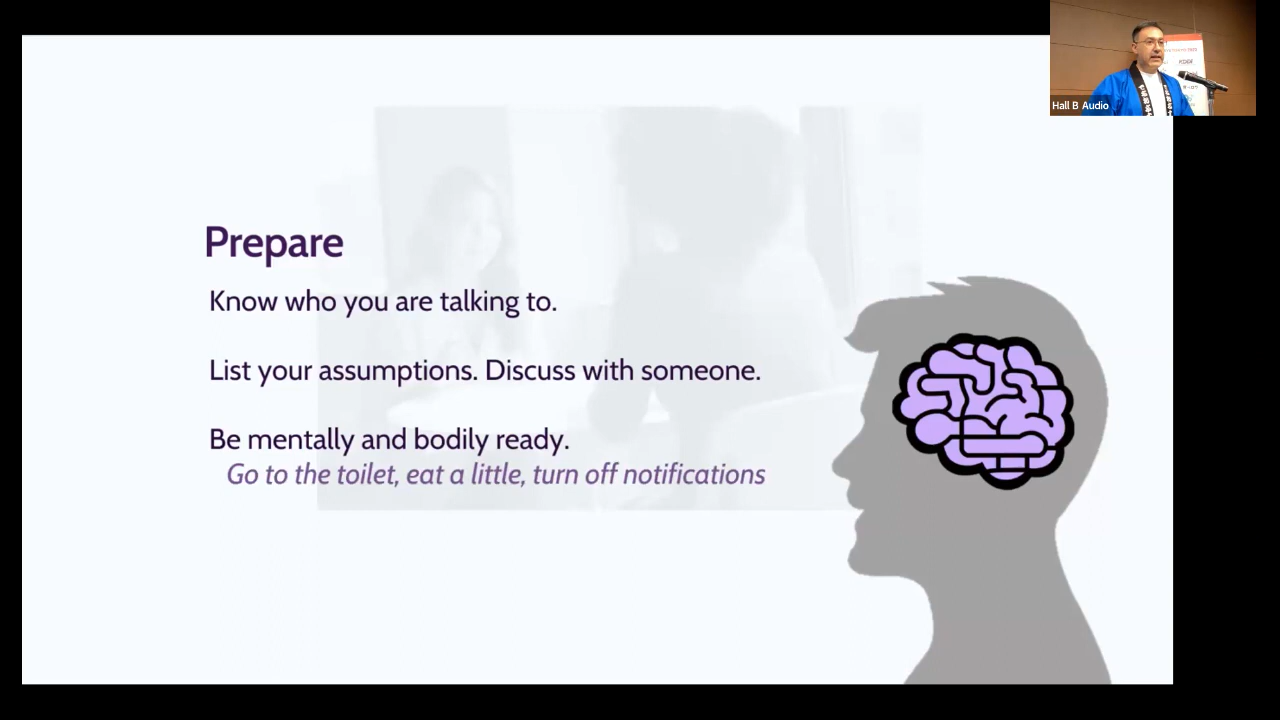 Prepare
Know who you are talking to.
List your assumptions. Discuss with someone.
Be mentally and bodily ready.
Go to the toilet, eat a little, turn off notifications
Hall B Audio